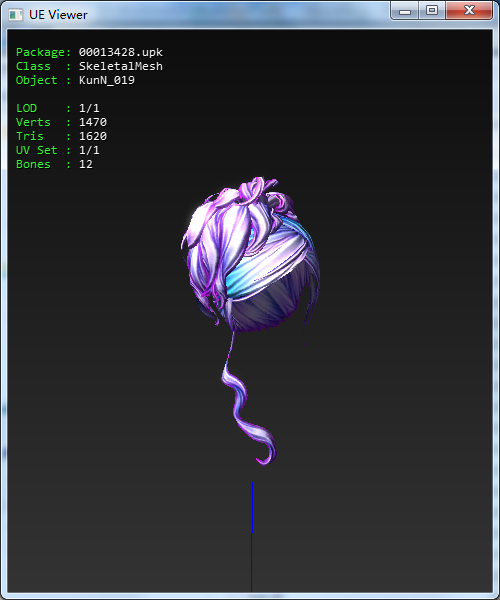 UE Viewer
Package: 00013428.upk
Class : SkeletalMesh
Object : KunN_019
LOD : 1/1
Verts : 1470
Tris : 1620
UV Set : 1/1
Bones : 12